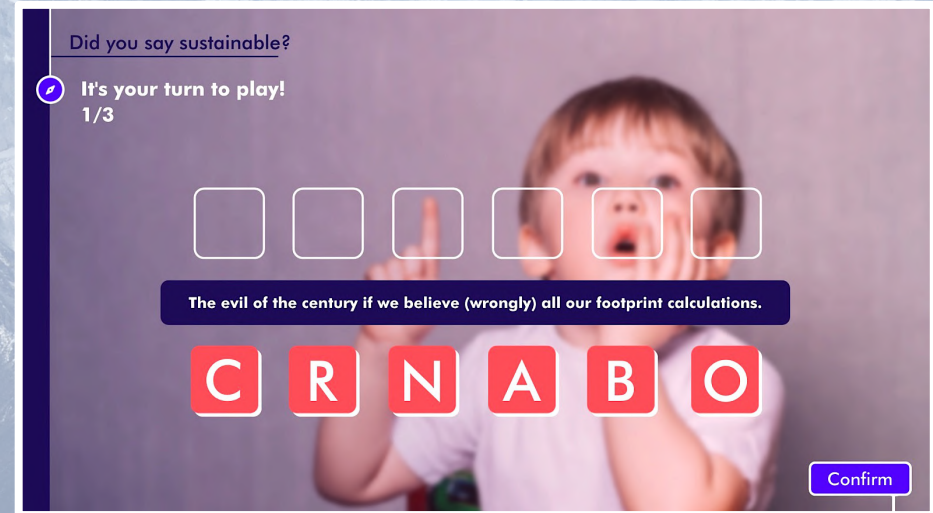 Did you say sustainable?
It's your turn to play!
1/3
The evil of the century if we believe (wrongly) all our footprint calculations.
C R N A B O
Confirm